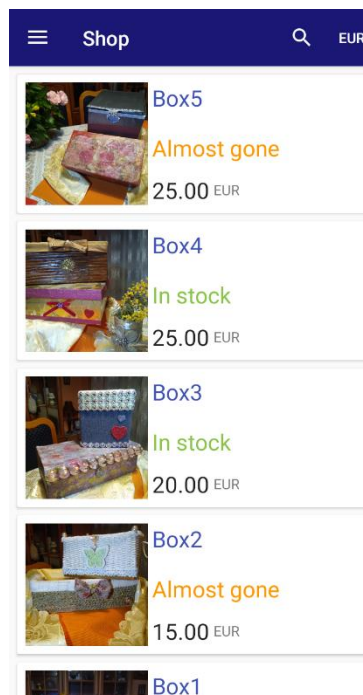 Shop EUR
Box5
Almost gone
25.00 EUR
Box4
In stock
25.00 EUR
Box3
In stock
20.00 EUR
Box2
Almost gone
15.00 EUR
Box1